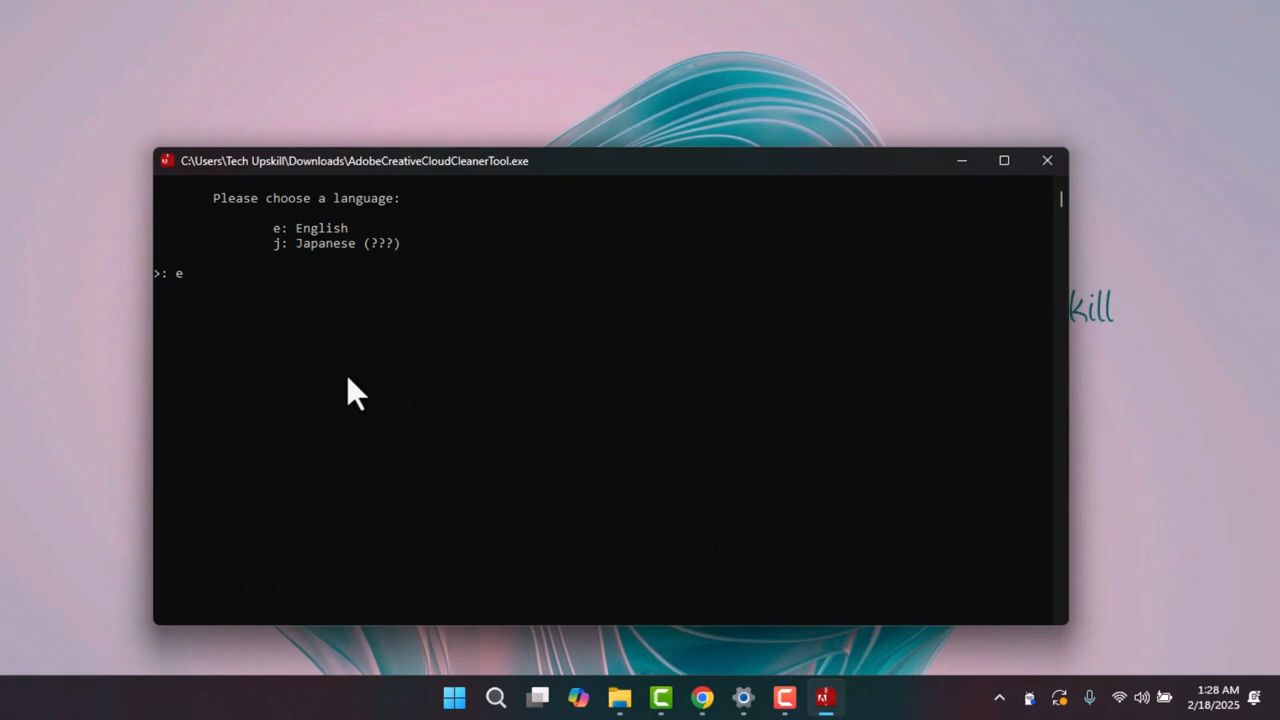 C:\Users\Tech Upskill\Downloads\AdobeCreativeCloudCleanerTool.exe
Please choose a language:
e: English
j: Japanese (???)
>: e
kill
1:28 AM
2/18/2025